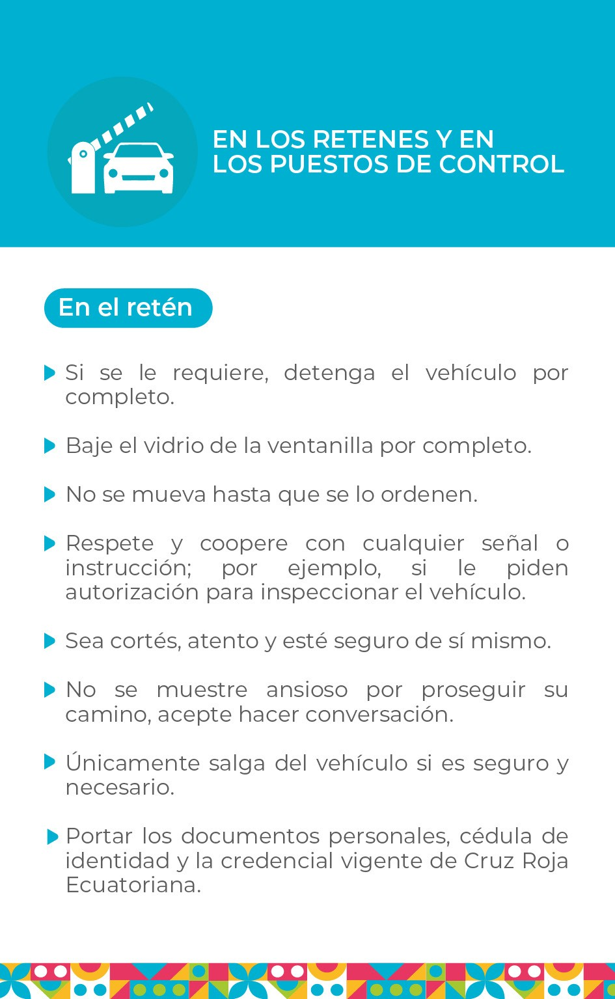 EN LOS RETENES Y EN
LOS PUESTOS DE CONTROL
En el retén
Si se le requiere, detenga el vehículo por
completo.
Baje el vidrio de la ventanilla por completo.
No se mueva hasta que se lo ordenen.
Respete y coopere con cualquier señal o
instrucción; por ejemplo, si le piden
autorización para inspeccionar el vehículo.
Sea cortés, atento y esté seguro de sí mismo.
No se muestre ansioso por proseguir su
camino, acepte hacer conversación.
Únicamente salga del vehículo si es seguro y
necesario.
Portar los documentos personales, cédula de
identidad y la credencial vigente de Cruz Roja
Ecuatoriana.